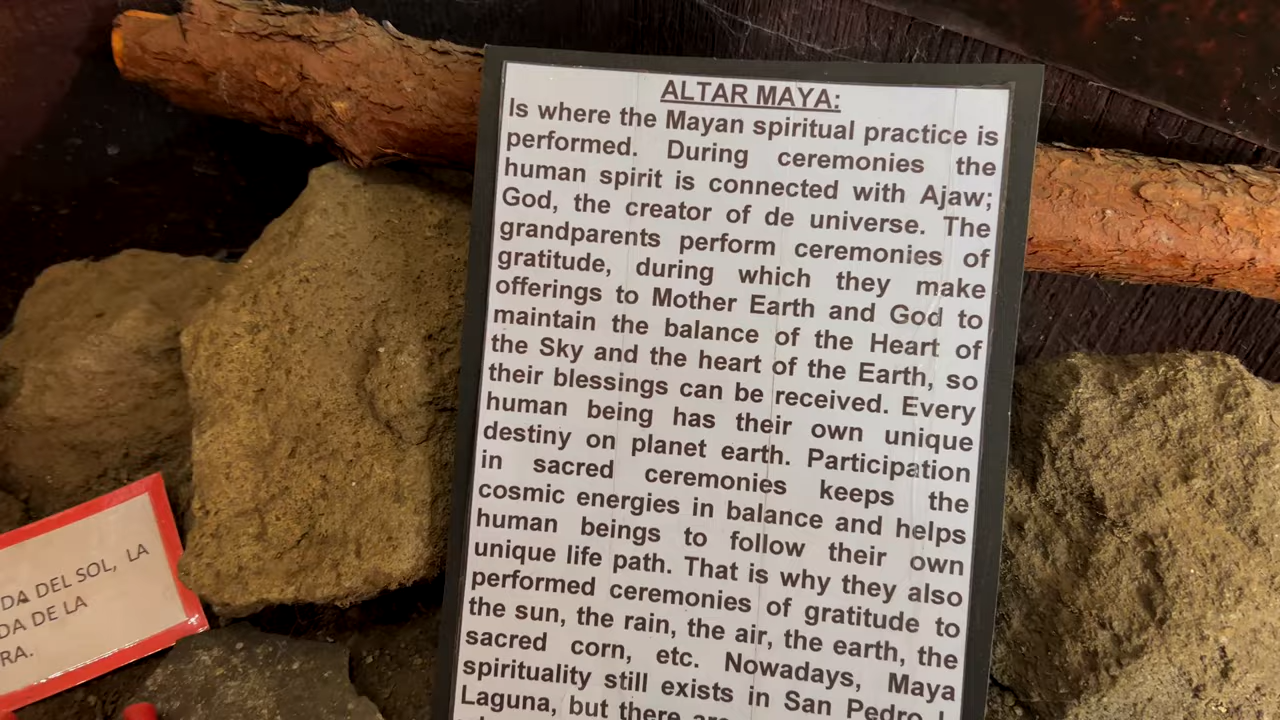 ALTAR MAYA:
Is where the Mayan spiritual practice is
performed. During ceremonies the
human spirit is connected with Ajaw;
God, the creator of de universe. The
grandparents perform ceremonies of
gratitude, during which they make
offerings to Mother Earth and God to
maintain the balance of the Heart of
the Sky and the heart of the Earth, so
their blessings can be received. Every
human being has their own unique
destiny on planet earth. Participation
in sacred ceremonies keeps the
cosmic energies in balance and helps
human beings to follow their own
unique life path. That is why they also
performed ceremonies of gratitude to
the sun, the rain, the air, the earth, the
sacred corn, etc. Nowadays, Maya
spirituality still exists in San Pedro
Laguna, but there
DA DEL SOL, LA
DA DE LA
RA.